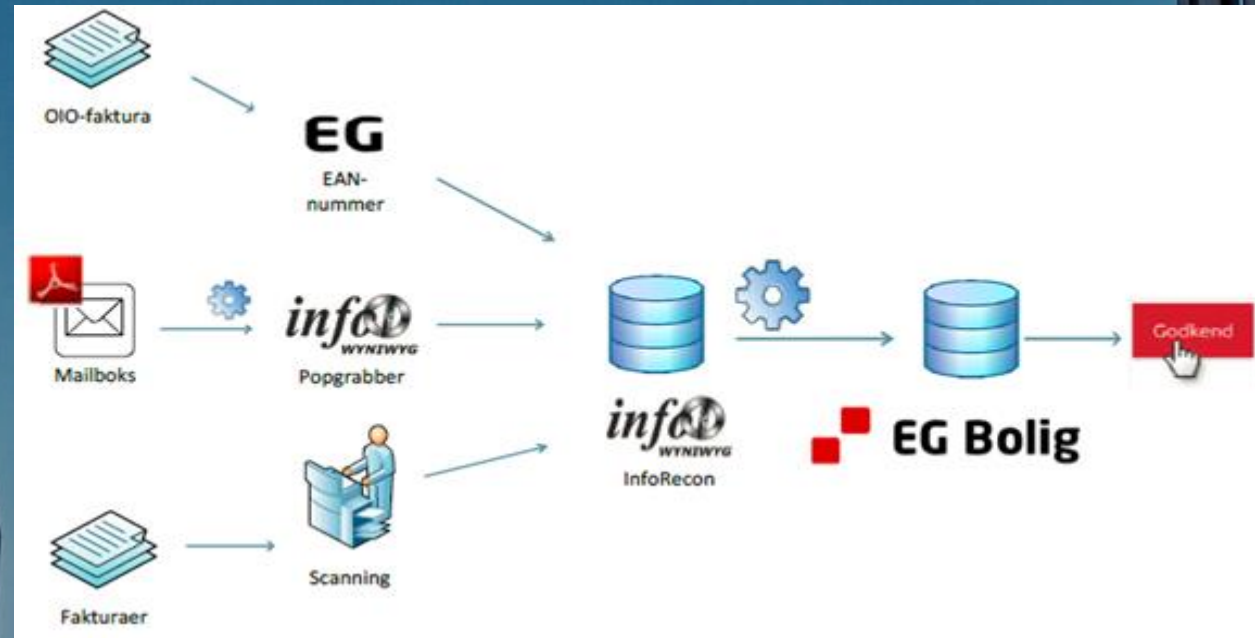 OIO-faktura
EG
EAN-
nummer
Mailboks
info
WYNIWYG
Popgrabber
Fakturaer
Scanning
info
WYNIWYG
InfoRecon
EG Bolig
Godkend